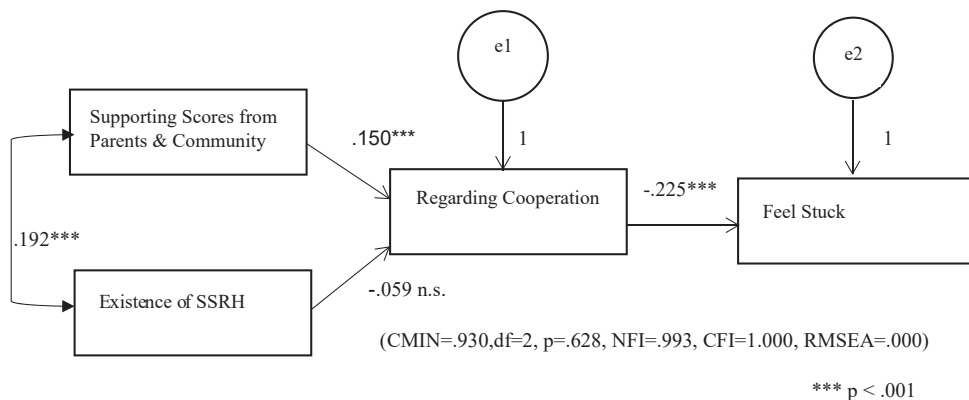 e1
e2
Supporting Scores from
Parents & Community
.150***
1
1
Regarding Cooperation
-.225***
Feel Stuck
.192***
Existence of SSRH
-.059 n.s.
(CMIN=.930,df=2, p=.628, NFI=.993, CFI=1.000, RMSEA=.000)
*** p < .001